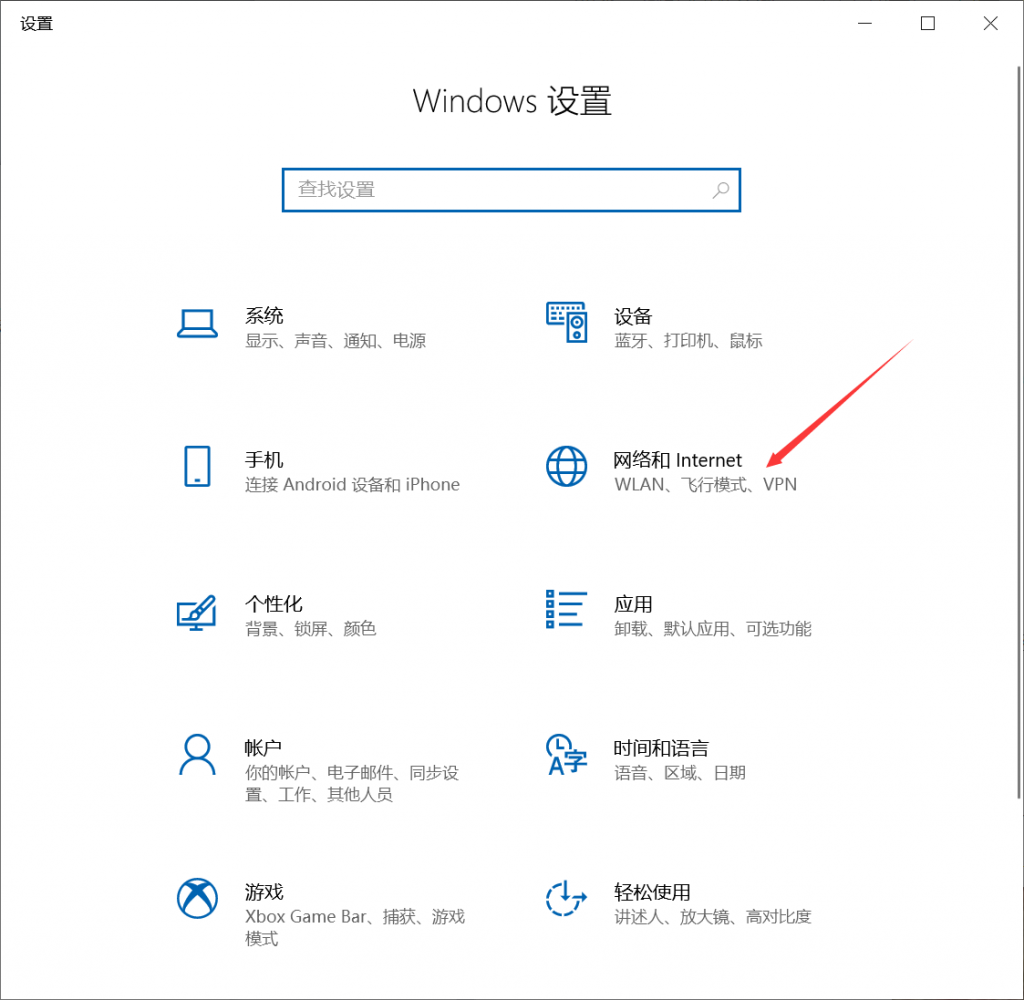 设置
Windows 设置
查找设置
系统
显示、声音、通知、电源
设备
蓝牙、打印机、鼠标
手机
连接 Android 设备和 iPhone
网络和 Internet
WLAN、飞行模式、VPN
个性化
背景、锁屏、颜色
应用
卸载、默认应用、可选功能
帐户
你的帐户、电子邮件、同步设
置、工作、其他人员
时间和语言
语音、区域、日期
游戏
Xbox Game Bar、捕获、游戏
模式
轻松使用
讲述人、放大镜、高对比度